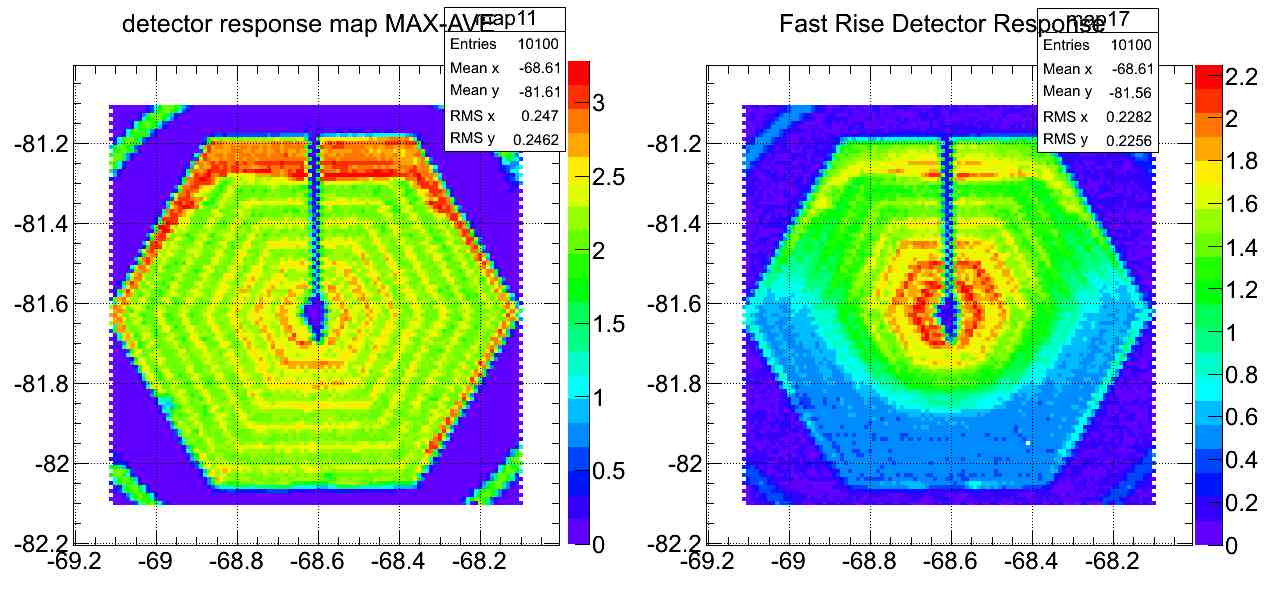 detector response map MAX-AVE
map11
Entries 10100
Mean x -68.61
Mean y -81.61
RMS x 0.247
RMS y 0.2462
3
2.5
2
1.5
1
0.5
0
-81.2
-81.4
-81.6
-81.8
-82
-82.2
-69.2 -69 -68.8 -68.6 -68.4 -68.2
Fast Rise Detector Response
map17
Entries 10100
Mean x -68.61
Mean y -81.56
RMS x 0.2282
RMS y 0.2256
2.2
2
1.8
1.6
1.4
1.2
1
0.8
0.6
0.4
0.2
0
-81.2
-81.4
-81.6
-81.8
-82
-82.2
-69.2 -69 -68.8 -68.6 -68.4 -68.2